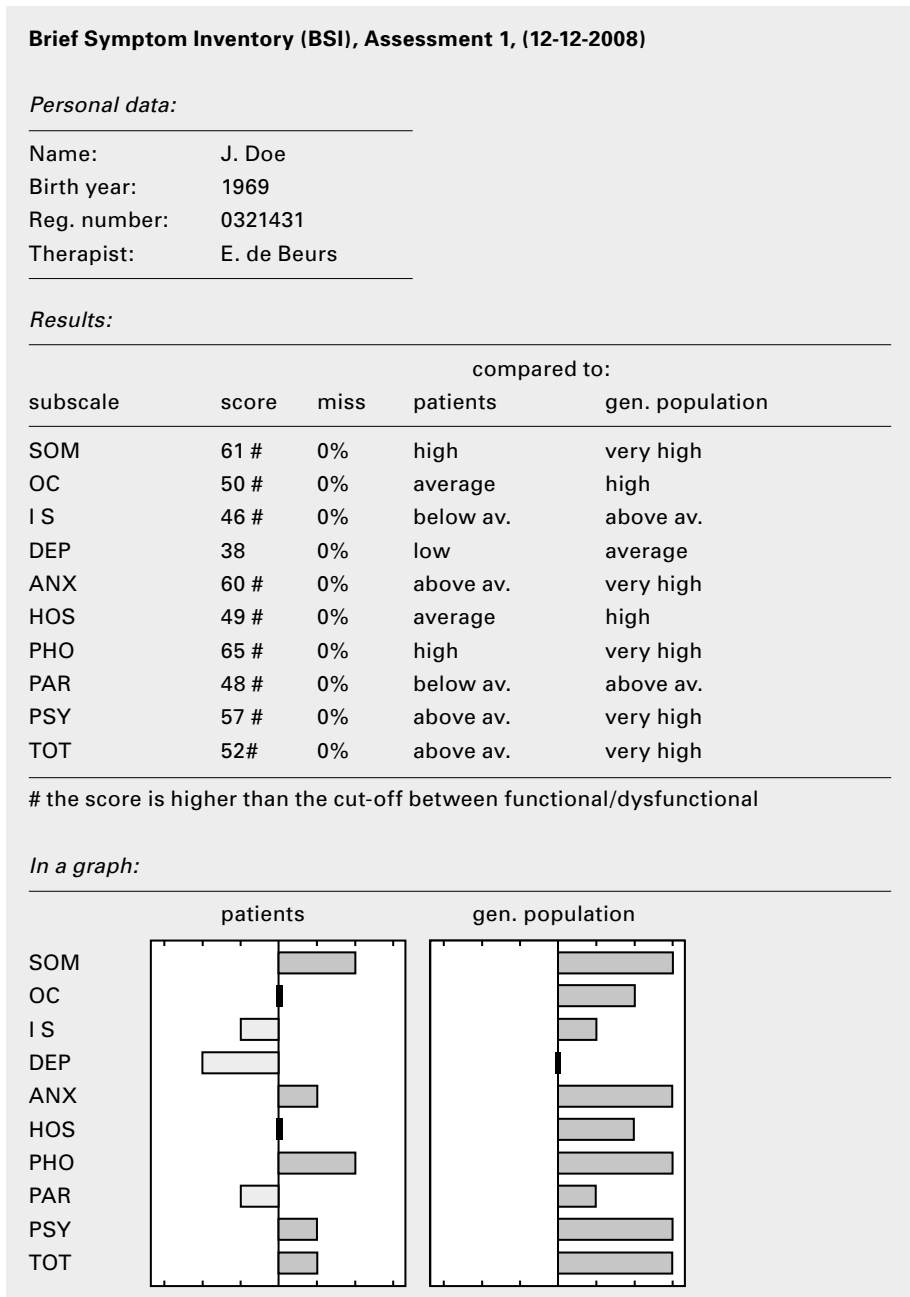 Brief Symptom Inventory (BSI), Assessment 1, (12-12-2008)
Personal data:
Name: J. Doe
Birth year: 1969
Reg. number: 0321431
Therapist: E. de Beurs
Results:
compared to:
subscale score miss patients gen. population
SOM 61 # 0% high very high
OC 50 # 0% average high
I S 46 # 0% below av. above av.
DEP 38 0% low average
ANX 60 # 0% above av. very high
HOS 49 # 0% average high
PHO 65 # 0% high very high
PAR 48 # 0% below av. above av.
PSY 57 # 0% above av. very high
TOT 52# 0% above av. very high
# the score is higher than the cut-off between functional/dysfunctional
In a graph:
patients gen. population
SOM
OC
I S
DEP
ANX
HOS
PHO
PAR
PSY
TOT